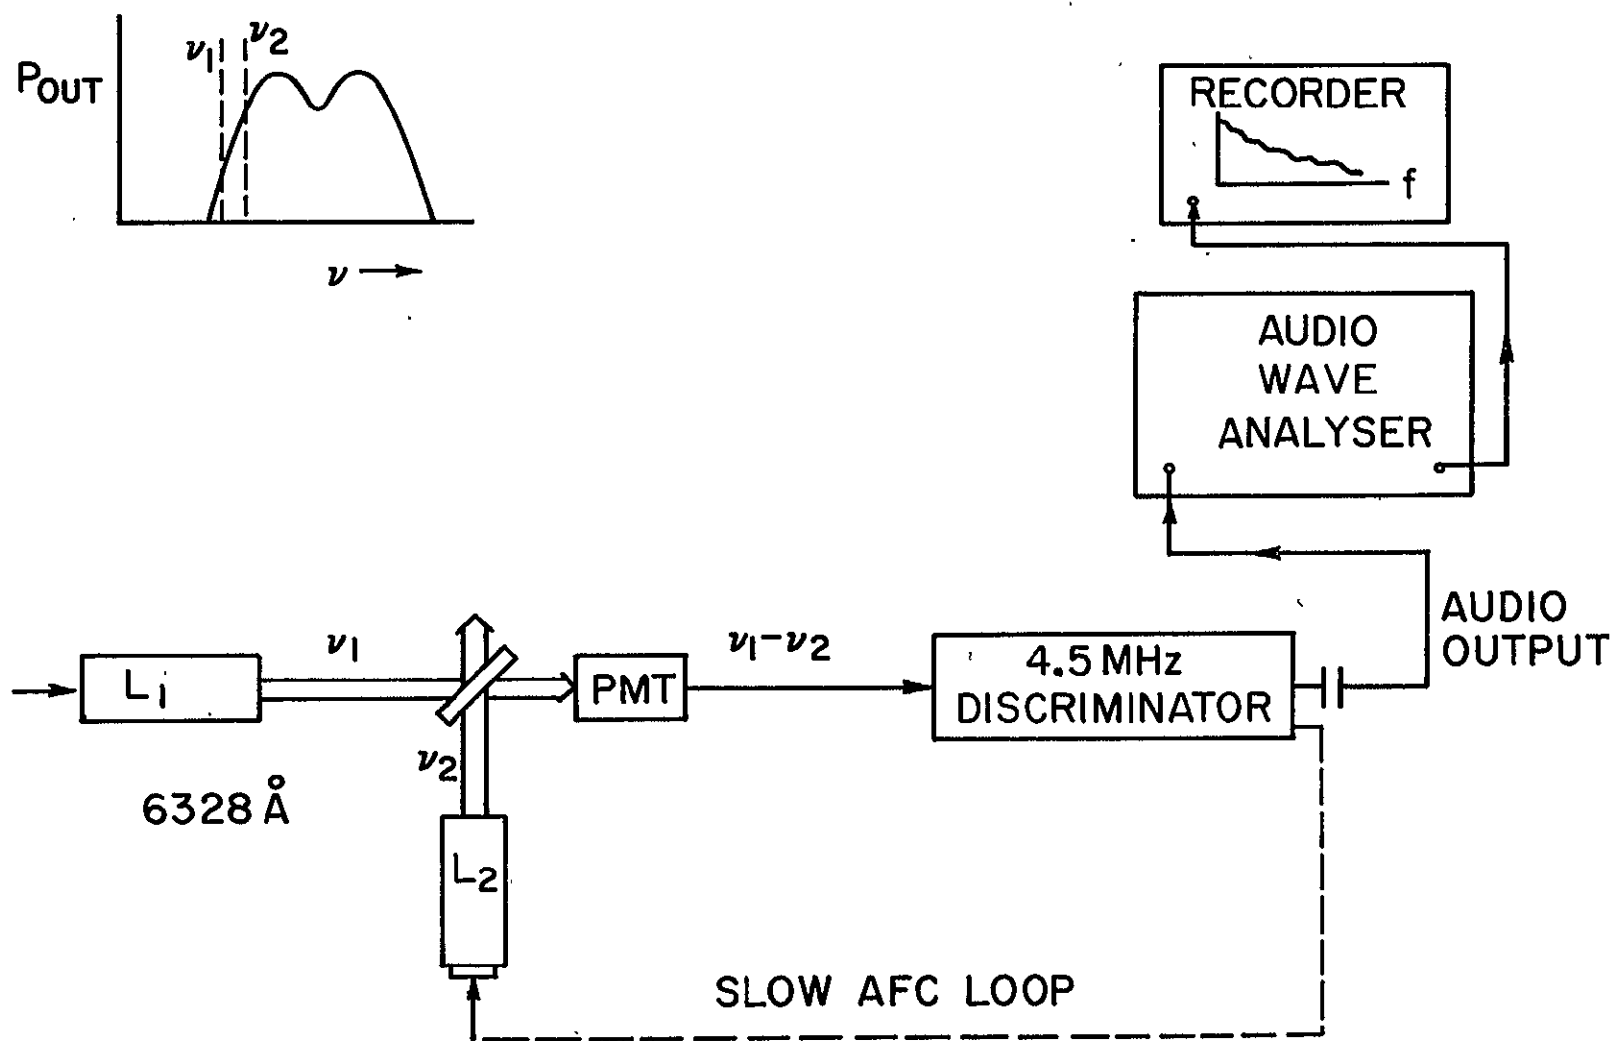 P_OUT
ν₁
ν₂
ν
RECORDER
f
AUDIO
WAVE
ANALYSER
AUDIO
OUTPUT
L₁
ν₁
PMT
ν₁-ν₂
4.5 MHz
DISCRIMINATOR
ν₂
6328 Å
L₂
SLOW AFC LOOP